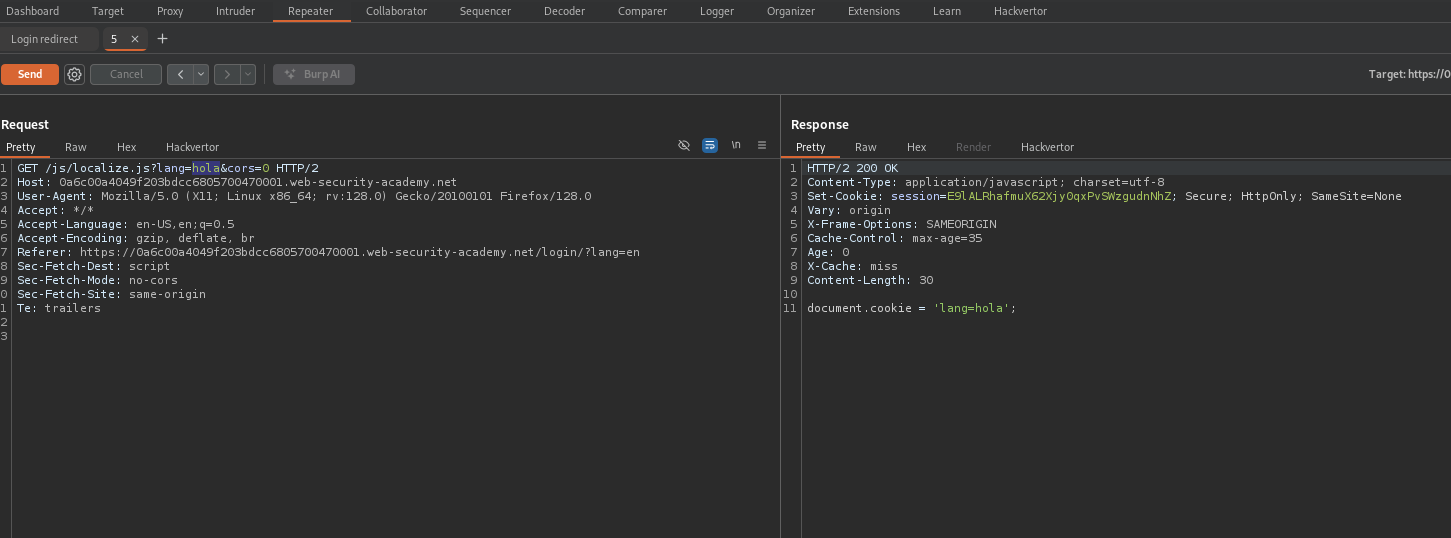 Dashboard Target Proxy Intruder Repeater Collaborator Sequencer Decoder Comparer Logger Organizer Extensions Learn Hackvertor
Login redirect 5 × +
Send Cancel < > Burp AI Target: https://0
Request
Pretty Raw Hex Hackvertor \n
1 GET /js/localize.js?lang=hola&cors=0 HTTP/2
2 Host: 0a6c00a4049f203bdcc6805700470001.web-security-academy.net
3 User-Agent: Mozilla/5.0 (X11; Linux x86_64; rv:128.0) Gecko/20100101 Firefox/128.0
4 Accept: */*
5 Accept-Language: en-US,en;q=0.5
6 Accept-Encoding: gzip, deflate, br
7 Referer: https://0a6c00a4049f203bdcc6805700470001.web-security-academy.net/login/?lang=en
8 Sec-Fetch-Dest: script
9 Sec-Fetch-Mode: no-cors
0 Sec-Fetch-Site: same-origin
1 Te: trailers
2
3
Response
Pretty Raw Hex Render Hackvertor
1 HTTP/2 200 OK
2 Content-Type: application/javascript; charset=utf-8
3 Set-Cookie: session=E9lALRhafmuX62XjyOqxPvSWzgudnNhZ; Secure; HttpOnly; SameSite=None
4 Vary: origin
5 X-Frame-Options: SAMEORIGIN
6 Cache-Control: max-age=35
7 Age: 0
8 X-Cache: miss
9 Content-Length: 30
10
11 document.cookie = 'lang=hola';